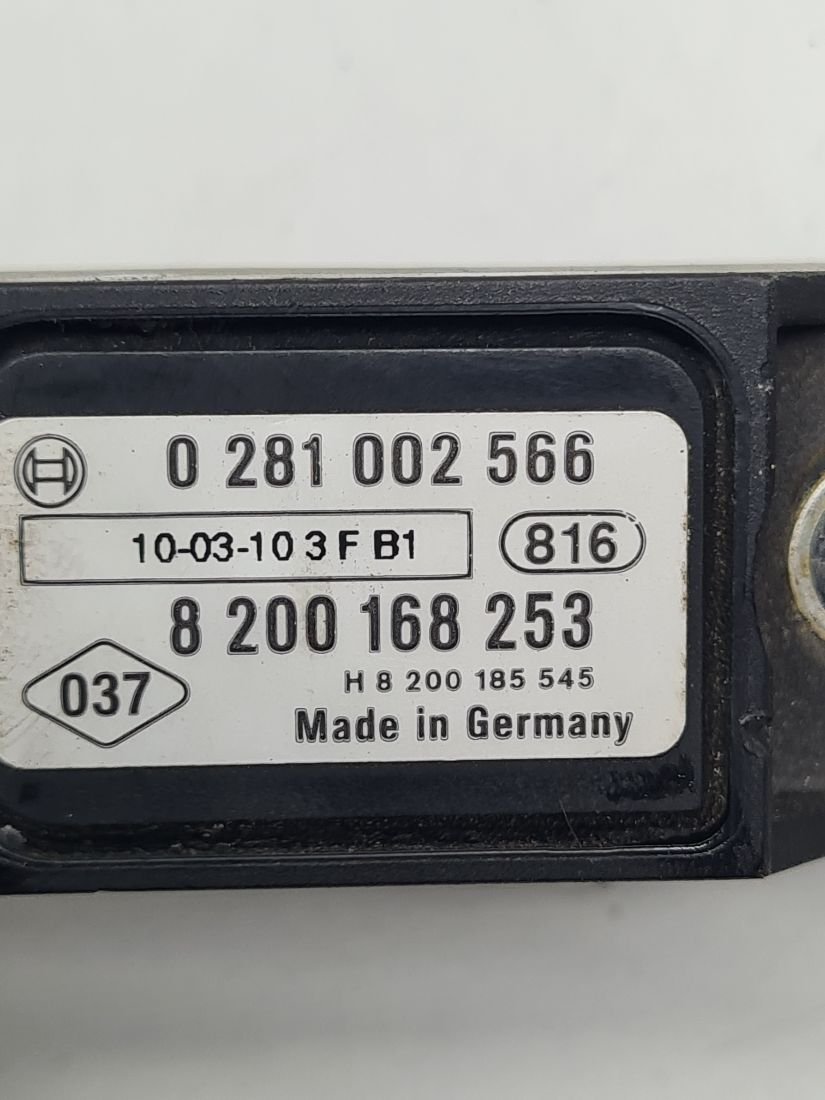 0 281 002 566
10-03-10 3 F B1 816
8 200 168 253
037 H 8 200 185 545
Made in Germany